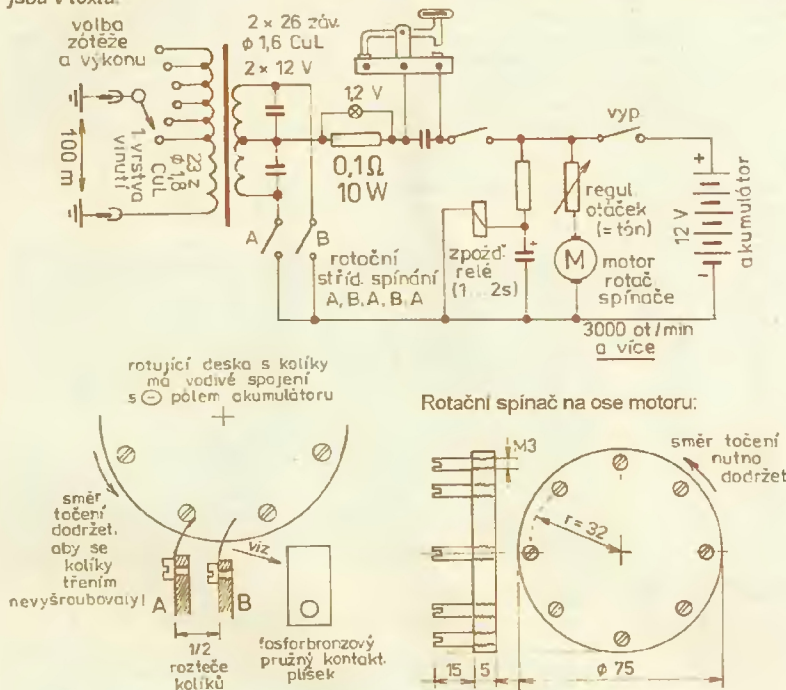 volba
zótěže
a výkonu
2 × 26 záv.
ϕ 1,6 CuL
2 × 12 V
1,2 V
0,1Ω
10W
100 m
1. vrstva
vinutí
23 z
ϕ 1,8
CuL
A
B
rotační
stříd. spínání
A, B, A, B, A
zpožď.
relé
(1...2s)
regul.
otáček
(= tón)
M
motor
rotač.
spínače
3000 ot/min
a více
vyp.
+
12 V
-
akumulátor
rotující deska s kolíky
má vodivé spojení
s ⊖ pólem akumulátoru
směr
točení
dodržet,
aby se
kolíky
třením
nevyšroubovaly!
A
B
viz
1/2
rozteče
kolíků
fosforbronzový
pružný kontakt.
plíšek
Rotační spínač na ose motoru:
M3
směr točení
nutno
dodržet
r = 32
15
5
ϕ 75